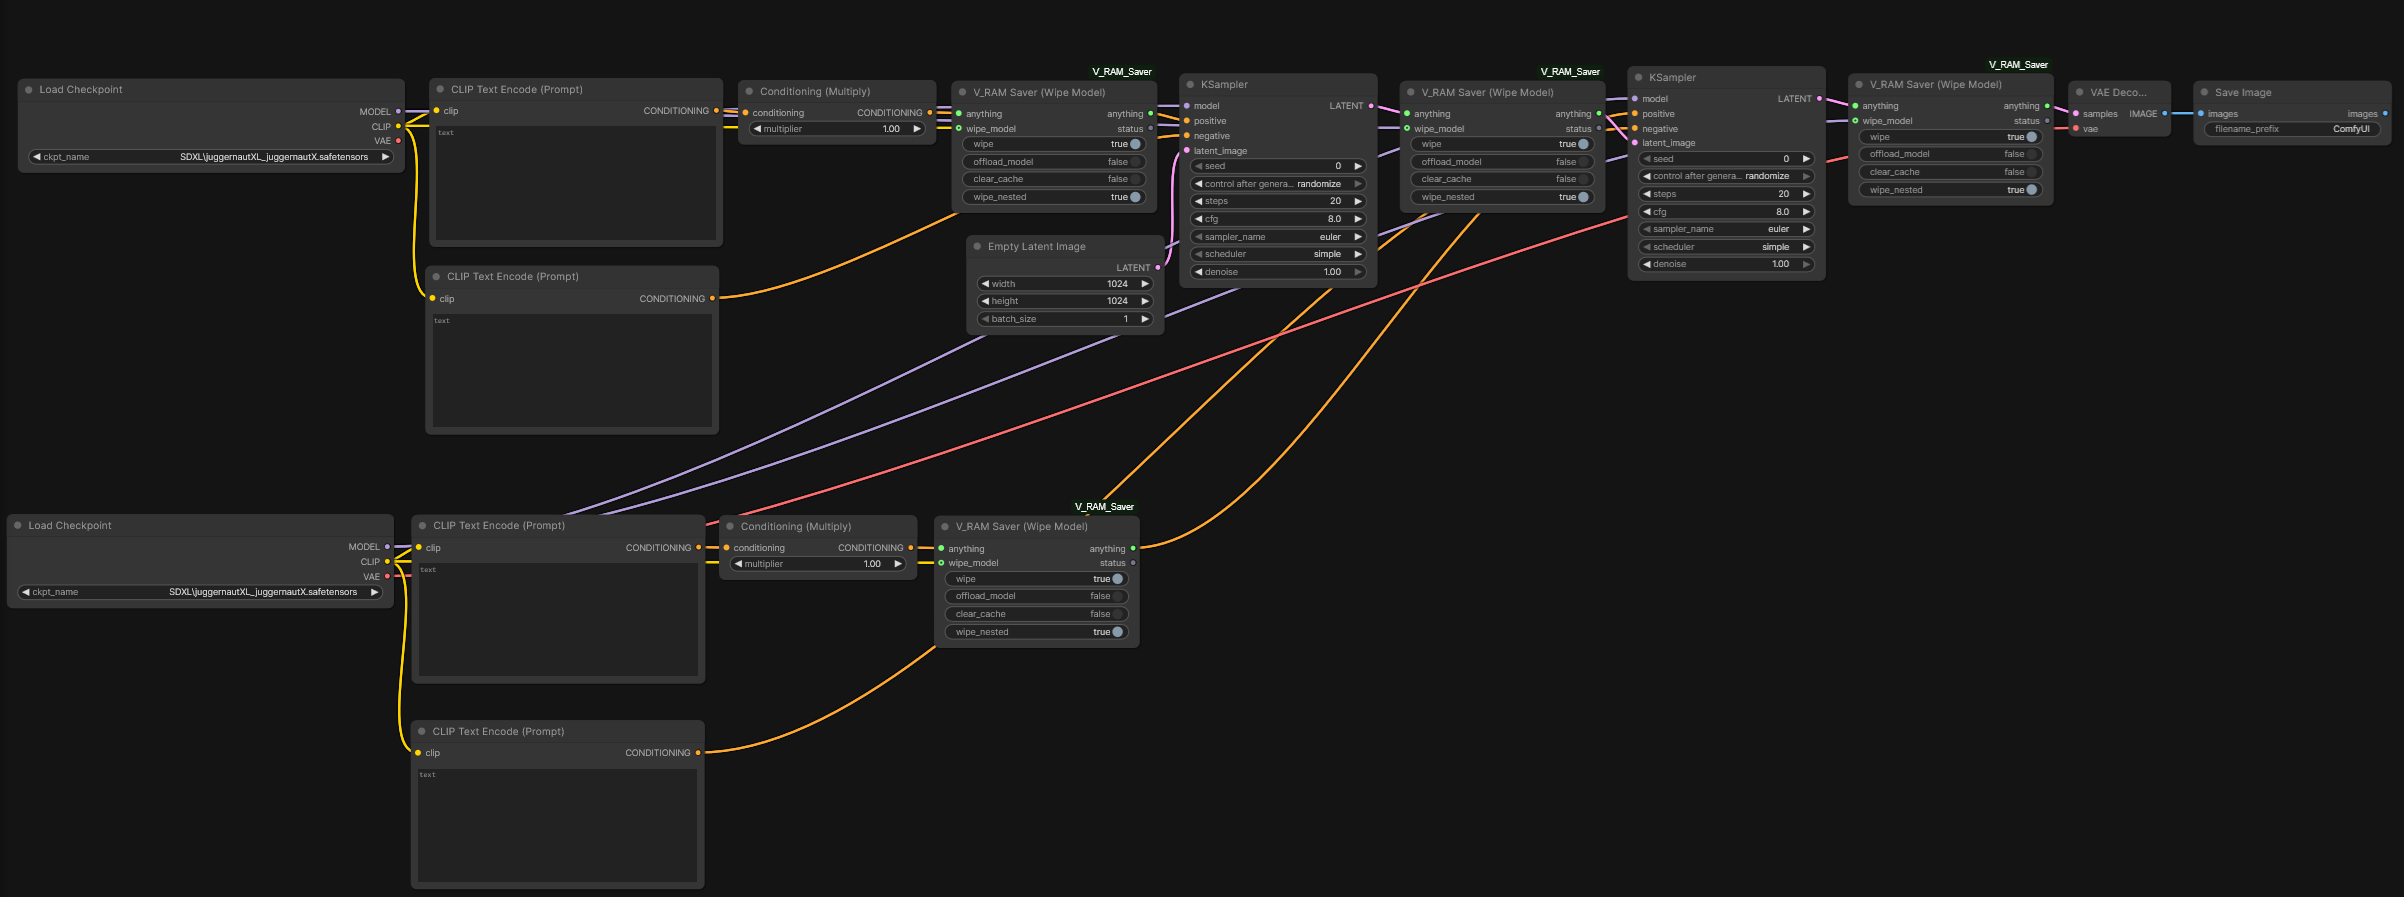 Load Checkpoint
MODEL
CLIP
VAE
ckpt_name SDXL\juggernautXL_juggernautX.safetensors
CLIP Text Encode (Prompt)
clip CONDITIONING
text
CLIP Text Encode (Prompt)
clip CONDITIONING
text
Conditioning (Multiply)
conditioning CONDITIONING
multiplier 1.00
V_RAM_Saver
V_RAM Saver (Wipe Model)
anything anything
wipe_model status
wipe true
offload_model false
clear_cache false
wipe_nested true
Empty Latent Image
LATENT
width 1024
height 1024
batch_size 1
KSampler
model LATENT
positive
negative
latent_image
seed 0
control after genera... randomize
steps 20
cfg 8.0
sampler_name euler
scheduler simple
denoise 1.00
V_RAM_Saver
V_RAM Saver (Wipe Model)
anything anything
wipe_model status
wipe true
offload_model false
clear_cache false
wipe_nested true
KSampler
model LATENT
positive
negative
latent_image
seed 0
control after genera... randomize
steps 20
cfg 8.0
sampler_name euler
scheduler simple
denoise 1.00
V_RAM_Saver
V_RAM Saver (Wipe Model)
anything anything
wipe_model status
wipe true
offload_model false
clear_cache false
wipe_nested true
VAE Deco...
samples IMAGE
vae
Save Image
images images
filename_prefix ComfyUI
Load Checkpoint
MODEL
CLIP
VAE
ckpt_name SDXL\juggernautXL_juggernautX.safetensors
CLIP Text Encode (Prompt)
clip CONDITIONING
text
CLIP Text Encode (Prompt)
clip CONDITIONING
text
Conditioning (Multiply)
conditioning CONDITIONING
multiplier 1.00
V_RAM_Saver
V_RAM Saver (Wipe Model)
anything anything
wipe_model status
wipe true
offload_model false
clear_cache false
wipe_nested true